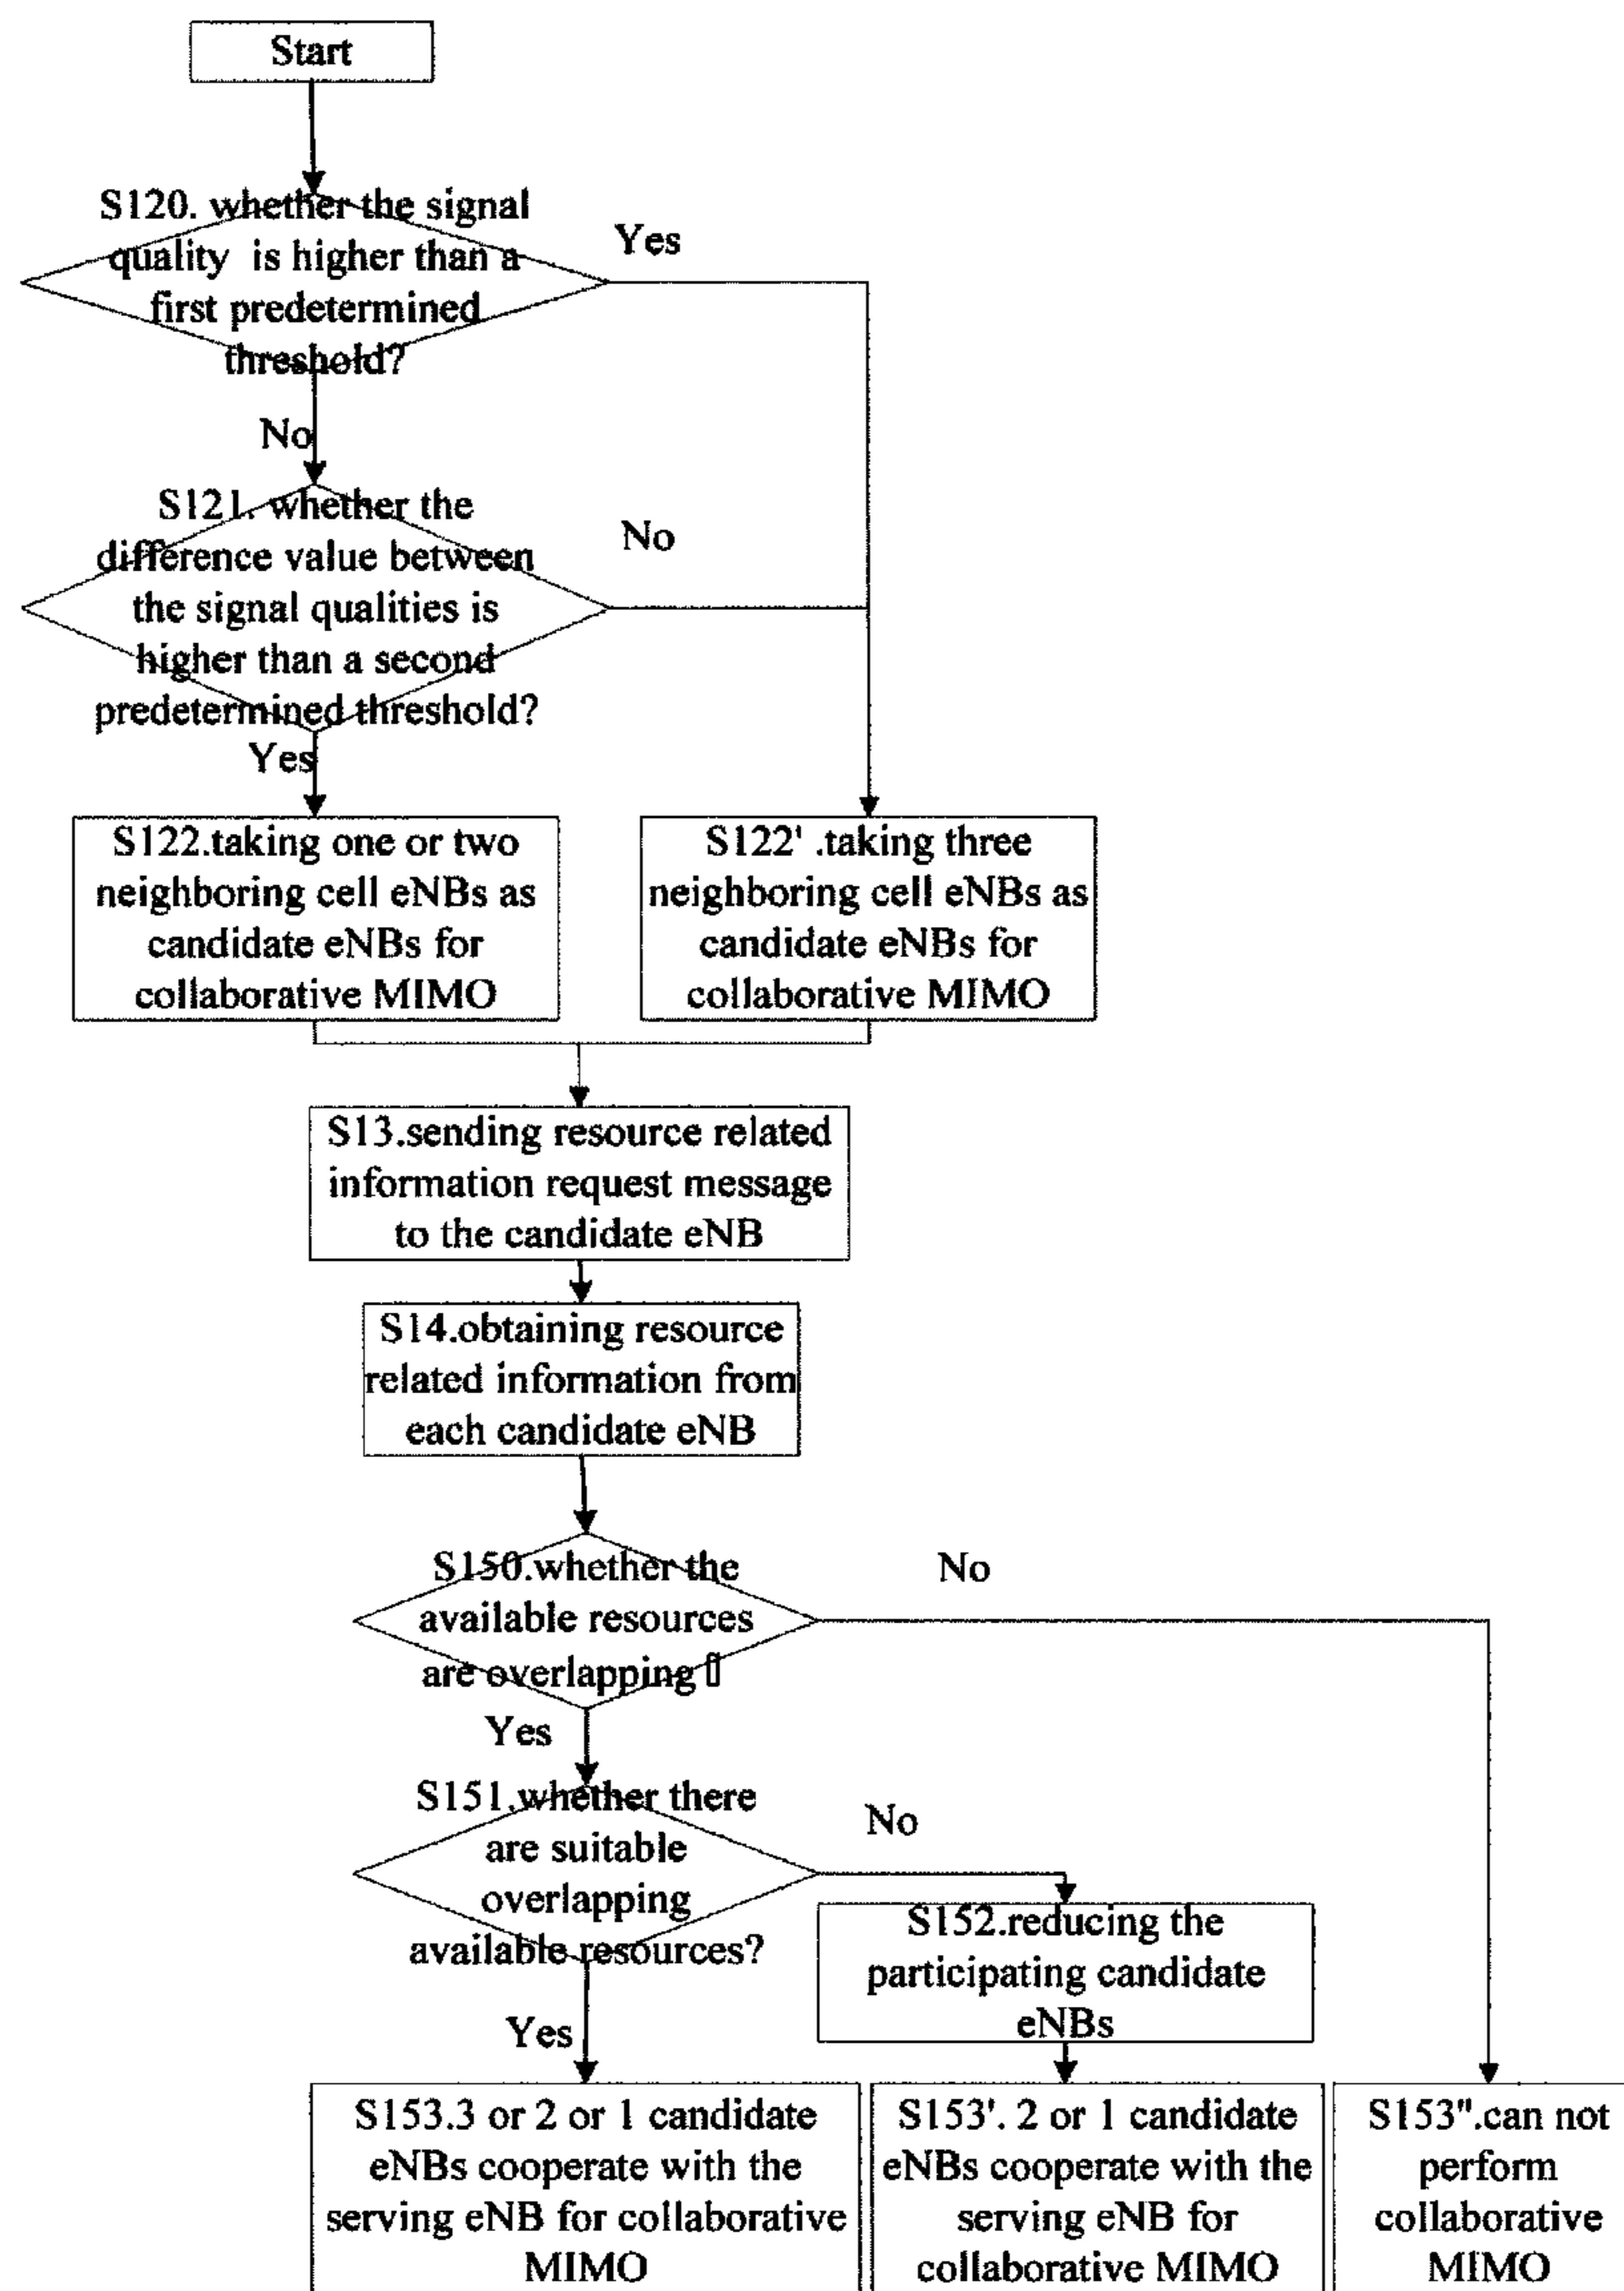 Start
S120. whether the signal
quality is higher than a
first predetermined
threshold?
Yes
No
S121. whether the
difference value between
the signal qualities is
higher than a second
predetermined threshold?
No
Yes
S122.taking one or two
neighboring cell eNBs as
candidate eNBs for
collaborative MIMO
S122' .taking three
neighboring cell eNBs as
candidate eNBs for
collaborative MIMO
S13.sending resource related
information request message
to the candidate eNB
S14.obtaining resource
related information from
each candidate eNB
S150.whether the
available resources
are overlapping
No
Yes
S151.whether there
are suitable
overlapping
available resources?
No
S152.reducing the
participating candidate
eNBs
Yes
S153.3 or 2 or 1 candidate
eNBs cooperate with the
serving eNB for collaborative
MIMO
S153'. 2 or 1 candidate
eNBs cooperate with the
serving eNB for
collaborative MIMO
S153".can not
perform
collaborative
MIMO